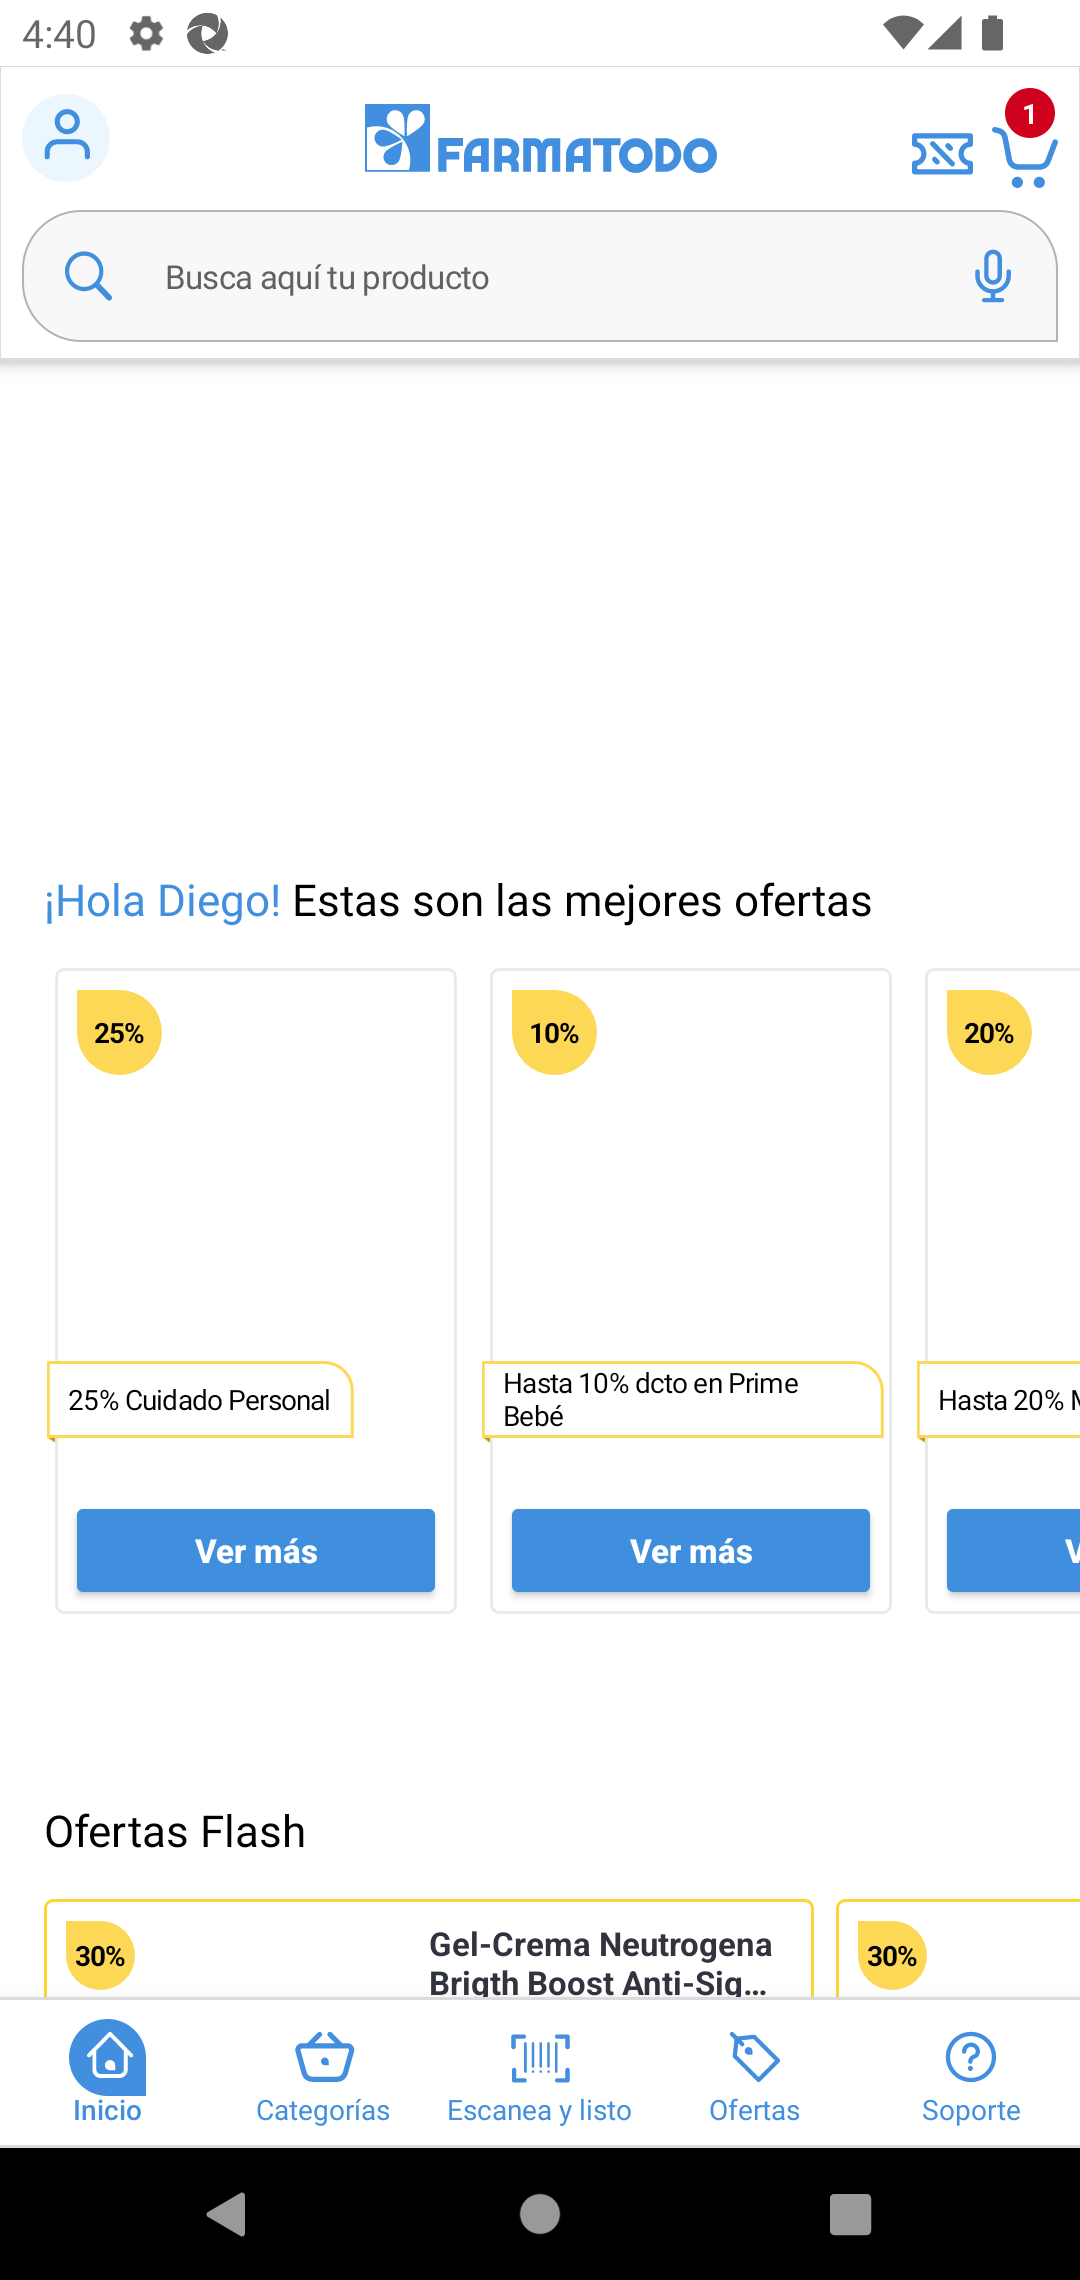 4:40
1
FARMATODO
Busca aquí tu producto
¡Hola Diego! Estas son las mejores ofertas
25%
10%
20%
25% Cuidado Personal
Hasta 10% dcto en Prime
Bebé
Hasta 20%
Ver más
Ver más
Ofertas Flash
30%
Gel-Crema Neutrogena
Brigth Boost Anti-Sig…
30%
Inicio
Categorías
Escanea y listo
Ofertas
Soporte